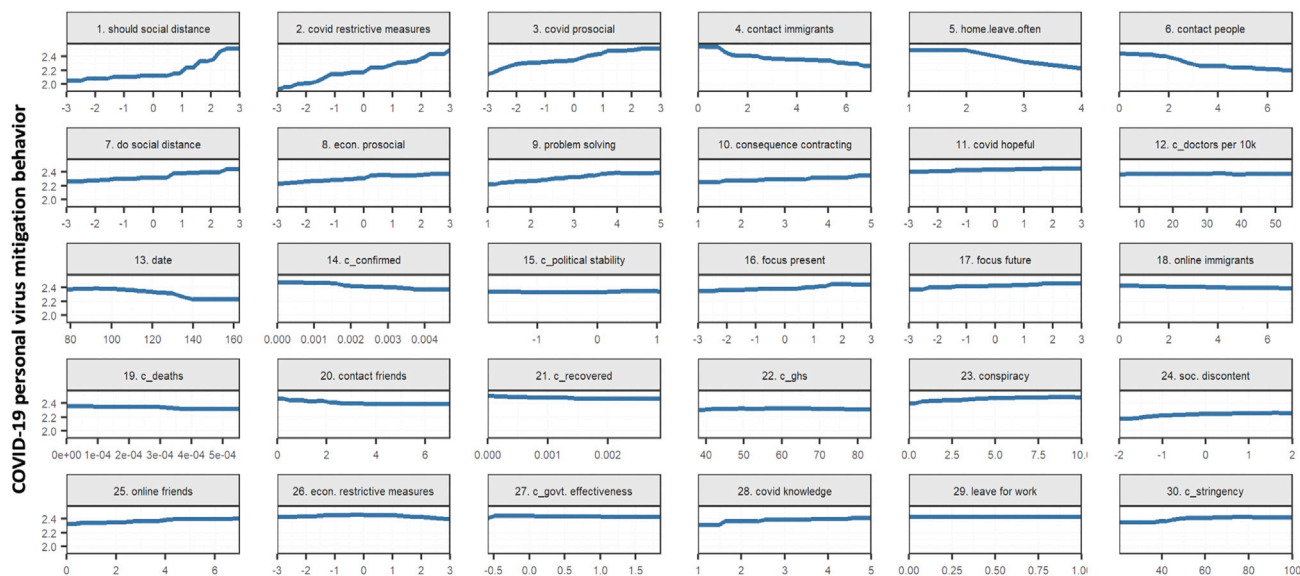 COVID-19 personal virus mitigation behavior
1. should social distance
2. covid restrictive measures
3. covid prosocial
4. contact immigrants
5. home.leave.often
6. contact people
2.4
2.2
2.0
-3 -2 -1 0 1 2 3
-3 -1 0 1 3
-3 -2 -1 0 1 2 3
0 2 4 6
1 2 3 4
0 2 4 6
7. do social distance
8. econ. prosocial
9. problem solving
10. consequence contracting
11. covid hopeful
12. c_doctors per 10k
2.4
2.2
2.0
-3 -2 -1 0 1 2 3
-3 -1 0 1 3
1 2 3 4 5
1 2 3 4 5
-3 -2 -1 0 1 2 3
10 20 30 40 50
13. date
14. c_confirmed
15. c_political stability
16. focus present
17. focus future
18. online immigrants
2.4
2.2
2.0
80 100 120 140 160
0.000 0.001 0.002 0.003 0.004
-1 0 1
-3 -2 -1 0 1 2 3
-3 -2 -1 0 1 2 3
0 2 4 6
19. c_deaths
20. contact friends
21. c_recovered
22. c_ghs
23. conspiracy
24. soc. discontent
2.4
2.2
2.0
0e+00 1e-04 2e-04 3e-04 4e-04 5e-04
0 2 4 6
0.000 0.001 0.002
40 50 60 70 80
0.0 2.5 5.0 7.5 10.
-2 -1 0 1 2
25. online friends
26. econ. restrictive measures
27. c_govt. effectiveness
28. covid knowledge
29. leave for work
30. c_stringency
2.4
2.2
2.0
0 2 4 6
-3 -2 -1 0 1 2 3
-0.5 0.0 0.5 1.0 1.5
1 2 3 4 5
0.00 0.25 0.50 0.75 1.0
40 60 80 100